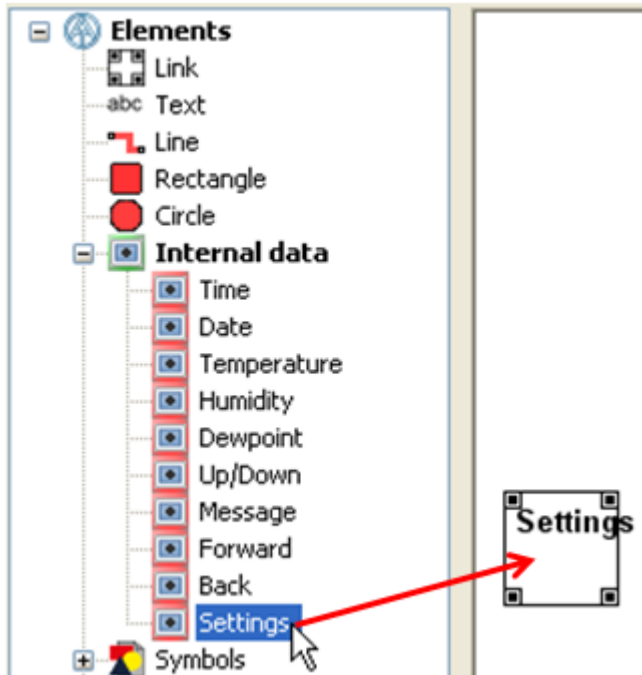 Elements
Link
abc Text
Line
Rectangle
Circle
Internal data
Time
Date
Temperature
Humidity
Dewpoint
Up/Down
Message
Forward
Back
Settings
Symbols
Settings